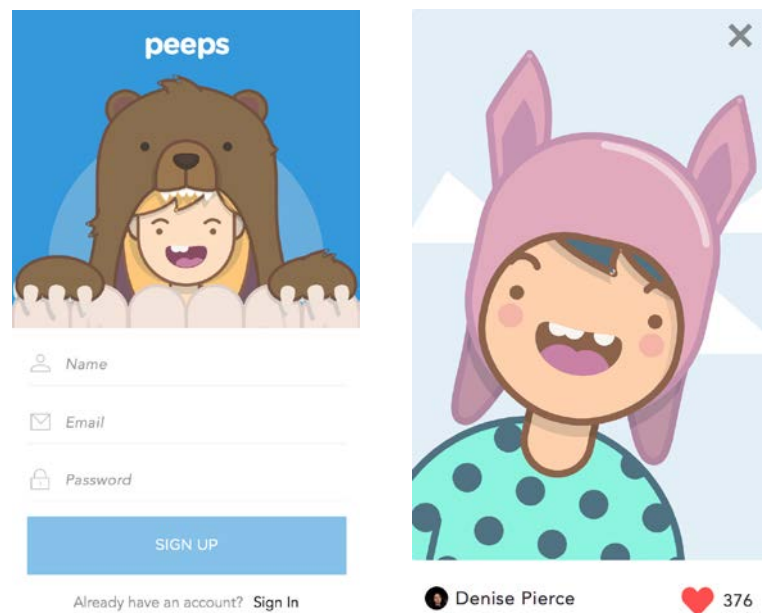 peeps
Name
Email
Password
SIGN UP
Already have an account? Sign In
Denise Pierce
376